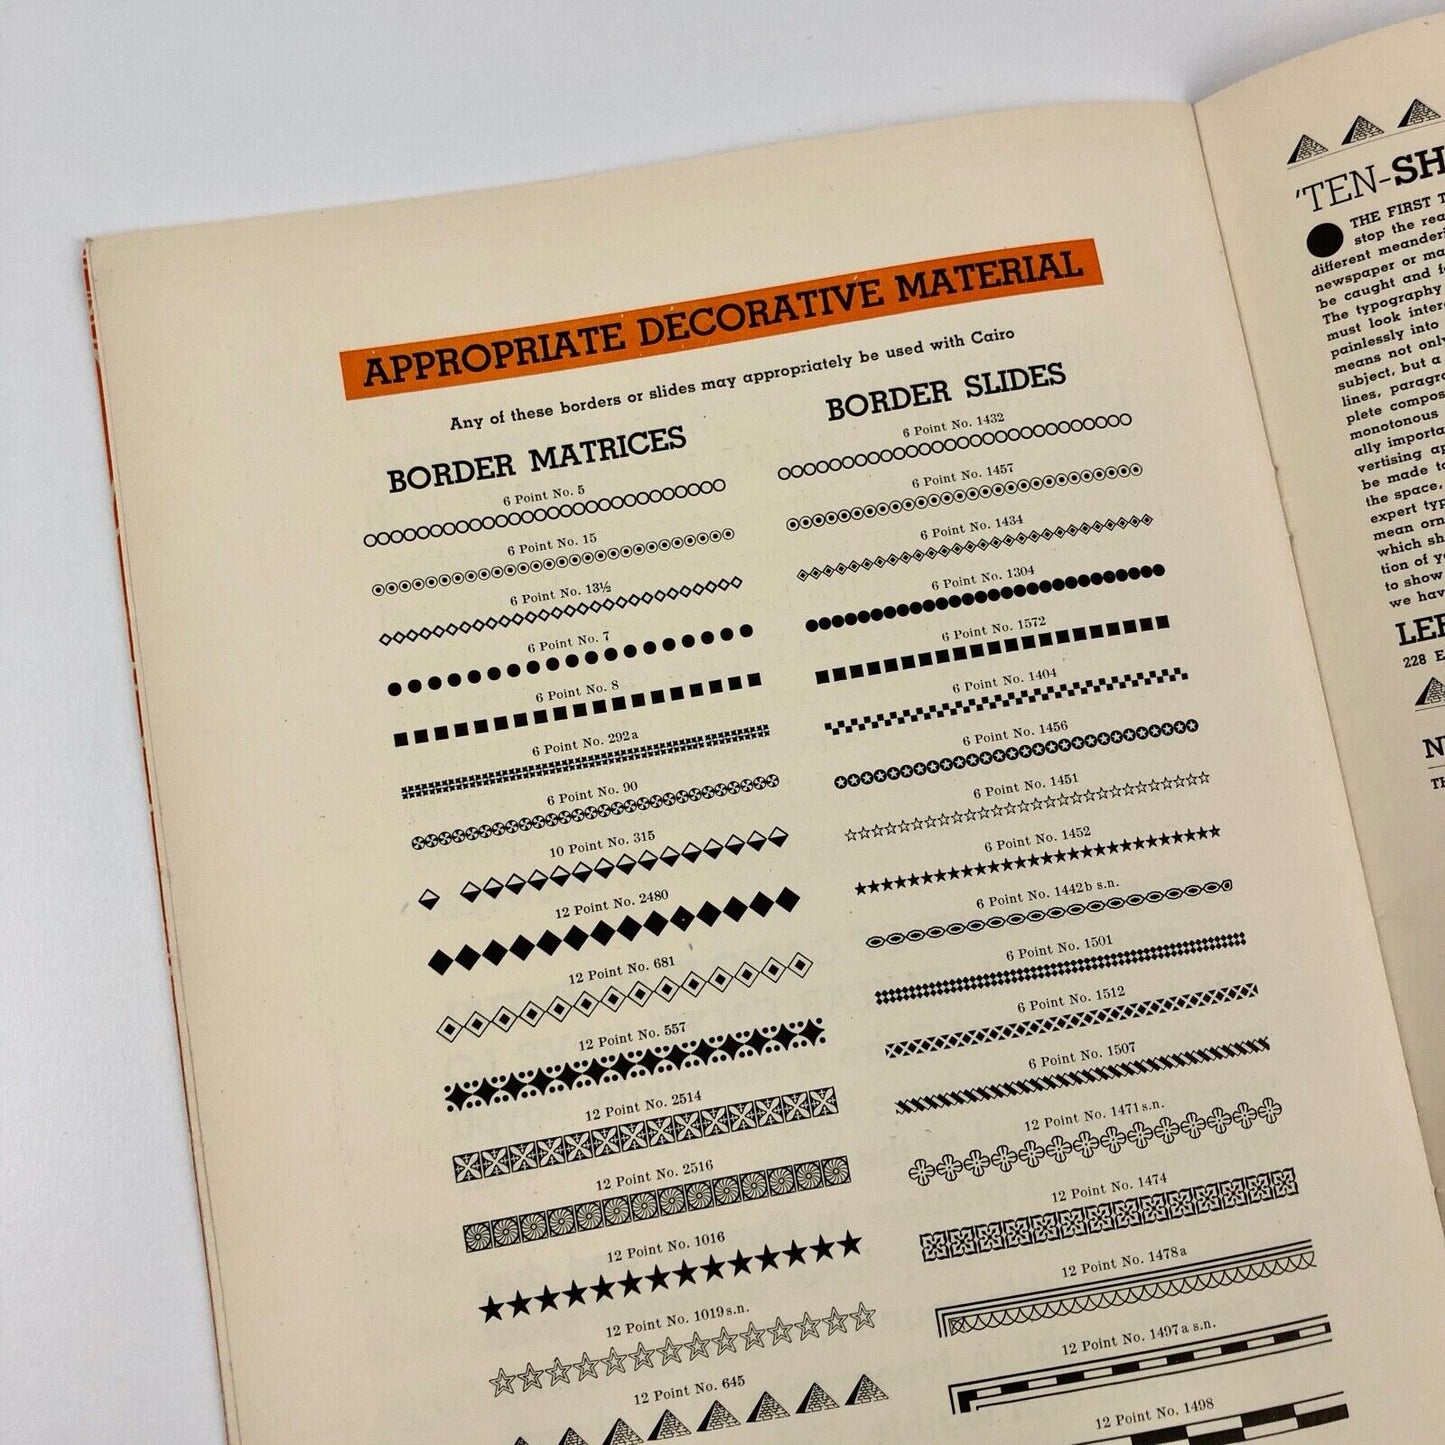 APPROPRIATE DECORATIVE MATERIAL
Any of these borders or slides may appropriately be used with Cairo
BORDER MATRICES
6 Point No. 5
6 Point No. 15
6 Point No. 13½
6 Point No. 7
6 Point No. 8
6 Point No. 292a
6 Point No. 90
10 Point No. 315
12 Point No. 2480
12 Point No. 681
12 Point No. 557
12 Point No. 2514
12 Point No. 2516
12 Point No. 1016
12 Point No. 1019 s.n.
12 Point No. 645
BORDER SLIDES
6 Point No. 1432
6 Point No. 1457
6 Point No. 1434
6 Point No. 1304
6 Point No. 1572
6 Point No. 1404
6 Point No. 1456
6 Point No. 1451
6 Point No. 1452
6 Point No. 1442b s.n.
6 Point No. 1501
6 Point No. 1512
6 Point No. 1507
12 Point No. 1471 s.n.
12 Point No. 1474
12 Point No. 1478a
12 Point No. 1497a s.n.
12 Point No. 1498
'TEN-SH
THE FIRST T
stop the rea
different meanderi
newspaper or ma
be caught and
The typography
must look inter
painlessly into
means not only
subject, but a
lines, paragra
plete compos
monotonous
ally importa
vertising ap
be made to
the space,
expert typ
mean orn
which sh
tion of y
to show
we hav
LEF
228 E
N
TH